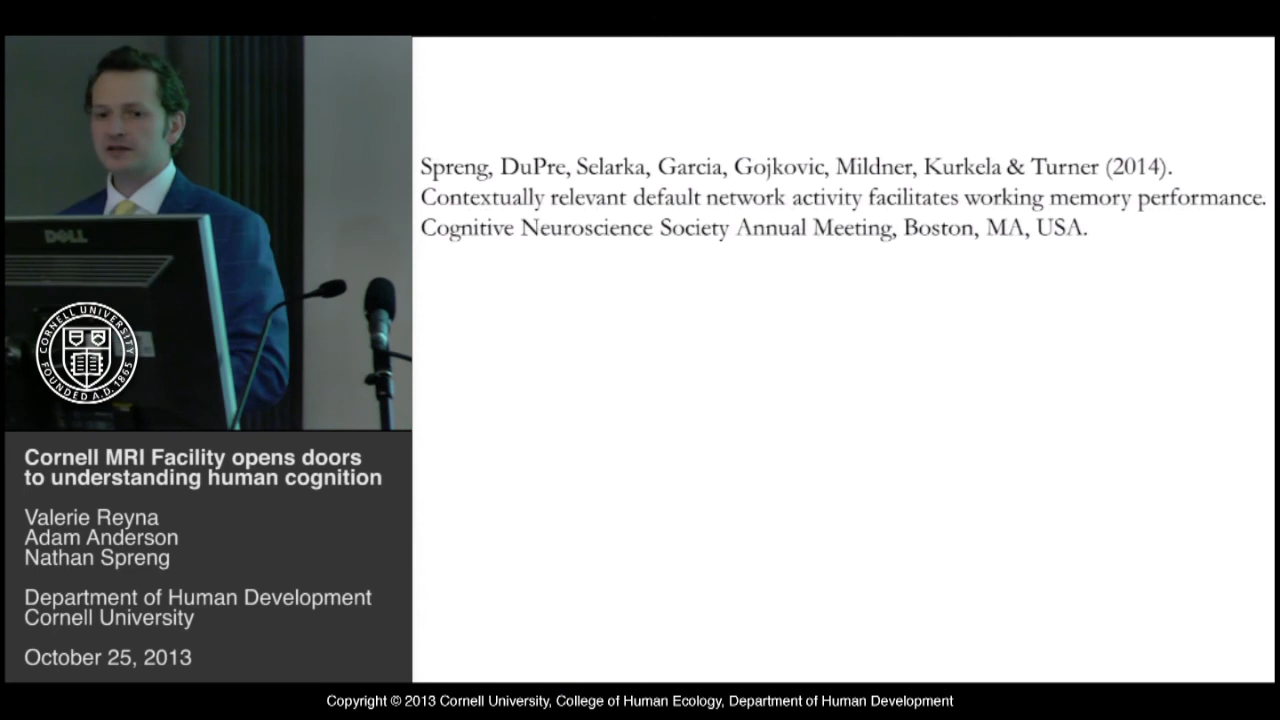 Spreng, DuPre, Selarka, Garcia, Gojkovic, Mildner, Kurkela & Turner (2014).
Contextually relevant default network activity facilitates working memory performance.
Cognitive Neuroscience Society Annual Meeting, Boston, MA, USA.
DELL
CORNELL UNIVERSITY
FOUNDED A.D. 1865
Cornell MRI Facility opens doors
to understanding human cognition
Valerie Reyna
Adam Anderson
Nathan Spreng
Department of Human Development
Cornell University
October 25, 2013
Copyright © 2013 Cornell University, College of Human Ecology, Department of Human Development